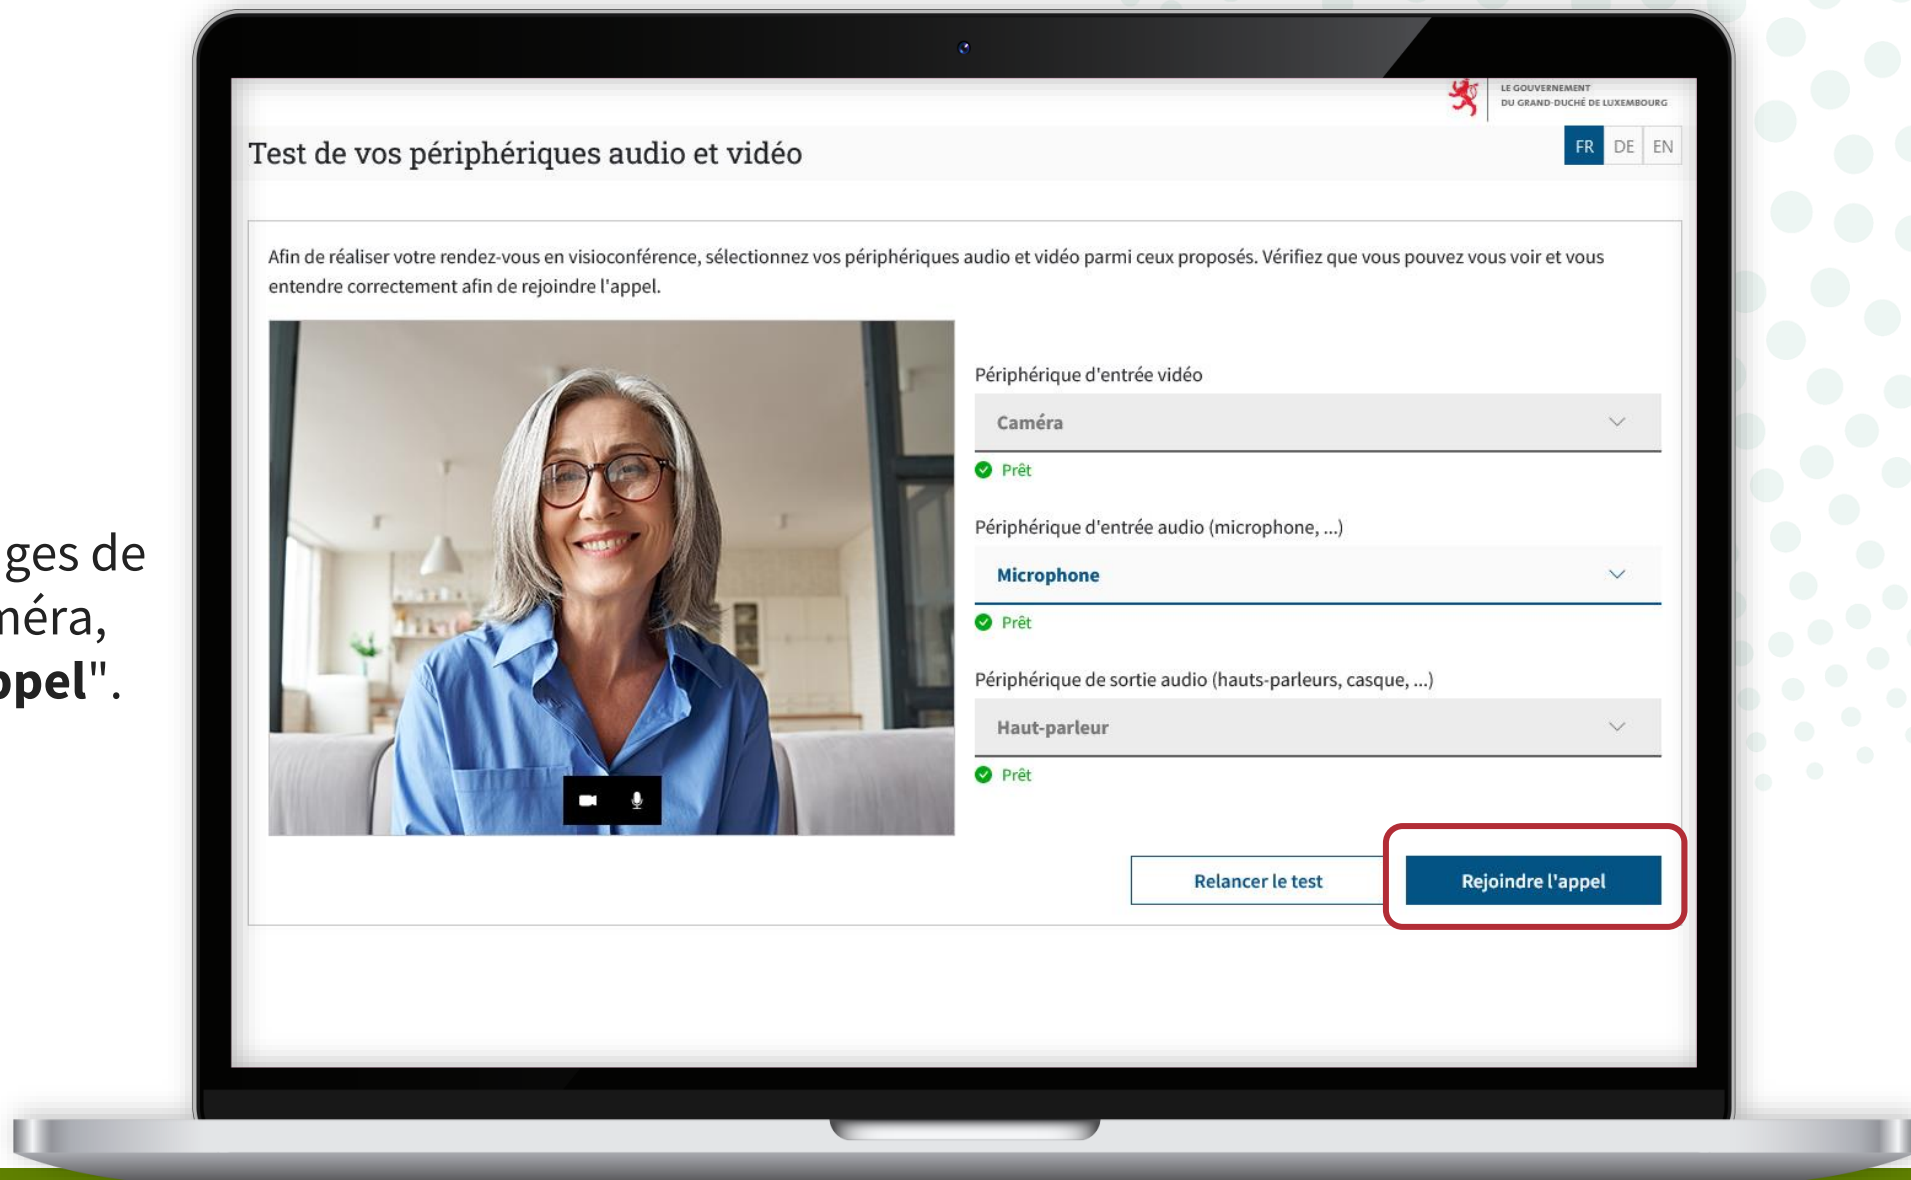 LE GOUVERNEMENT
DU GRAND-DUCHÉ DE LUXEMBOURG
Test de vos périphériques audio et vidéo
FR DE EN
Afin de réaliser votre rendez-vous en visioconférence, sélectionnez vos périphériques audio et vidéo parmi ceux proposés. Vérifiez que vous pouvez vous voir et vous
entendre correctement afin de rejoindre l'appel.
Périphérique d'entrée vidéo
Caméra
Prêt
Périphérique d'entrée audio (microphone, ...)
Microphone
Prêt
Périphérique de sortie audio (hauts-parleurs, casque, ...)
Haut-parleur
Prêt
Relancer le test
Rejoindre l'appel
de